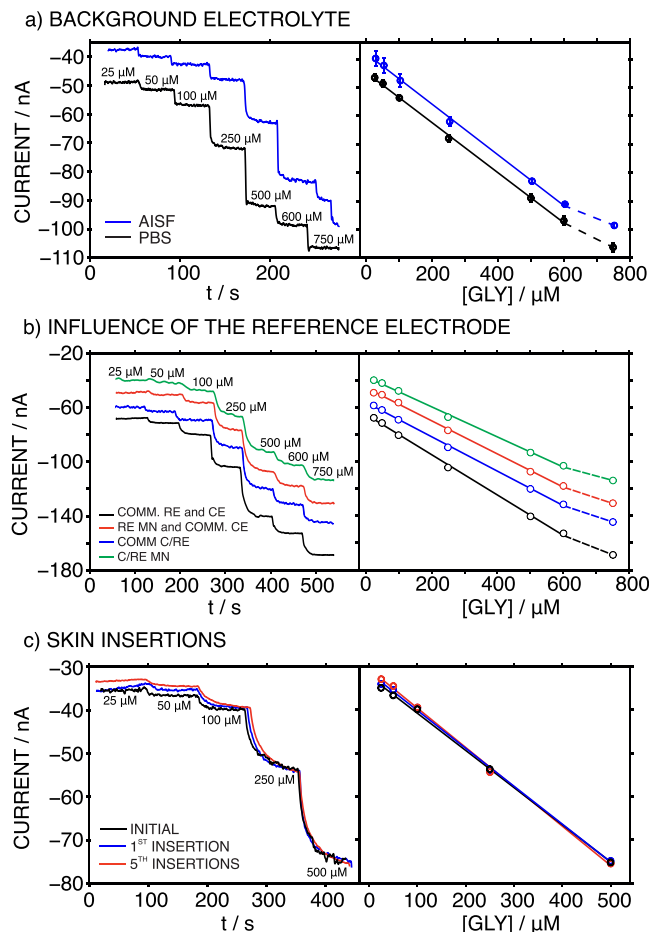 a) BACKGROUND ELECTROLYTE
CURRENT / nA
−40
−50
−60
−70
−80
−90
−100
−110
25 µM
50 µM
100 µM
250 µM
500 µM
600 µM
750 µM
AISF
PBS
0 100 200
t / s
0 200 400 600 800
[GLY] / µM
b) INFLUENCE OF THE REFERENCE ELECTRODE
CURRENT / nA
−20
−60
−100
−140
−180
25 µM
50 µM
100 µM
250 µM
500 µM
600 µM
750 µM
COMM. RE and CE
RE MN and COMM. CE
COMM C/RE
C/RE MN
0 100 200 300 400 500
t / s
0 200 400 600 800
[GLY] / µM
c) SKIN INSERTIONS
CURRENT / nA
−30
−40
−50
−60
−70
−80
25 µM
50 µM
100 µM
250 µM
500 µM
INITIAL
1ST INSERTION
5TH INSERTIONS
0 100 200 300 400
t / s
0 100 200 300 400 500
[GLY] / µM